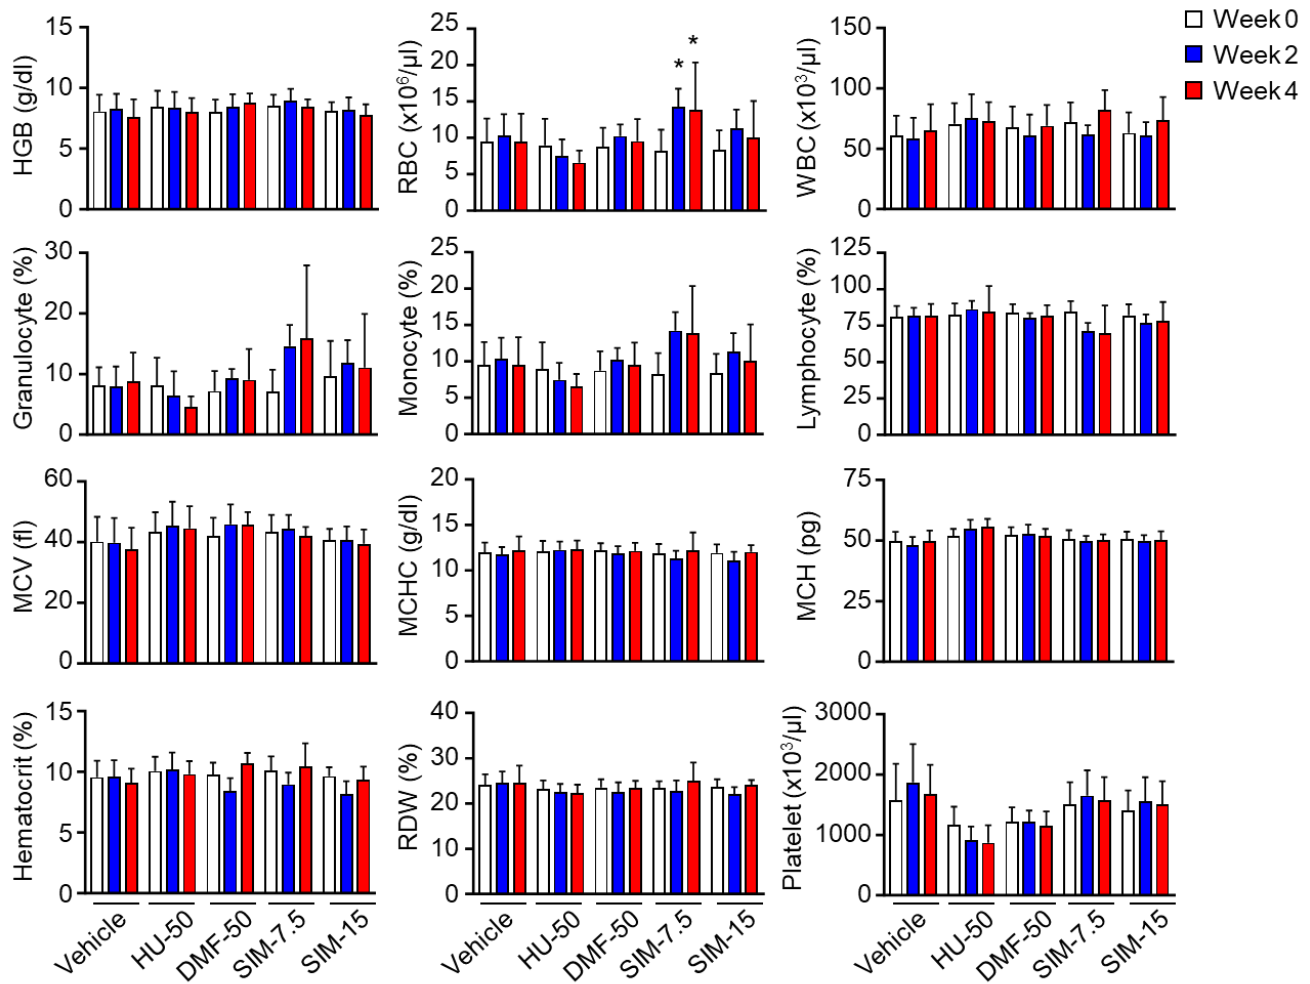 Week 0
Week 2
Week 4
HGB (g/dl)
15
10
5
0
RBC (x10⁶/µl)
25
20
15
10
5
0
*
*
WBC (x10³/µl)
150
100
50
0
Granulocyte (%)
30
20
10
0
Monocyte (%)
25
20
15
10
5
0
Lymphocyte (%)
125
100
75
50
25
0
MCV (fl)
60
40
20
0
MCHC (g/dl)
20
15
10
5
0
MCH (pg)
75
50
25
0
Hematocrit (%)
15
10
5
0
RDW (%)
40
30
20
10
0
Platelet (x10³/µl)
3000
2000
1000
0
Vehicle
HU-50
DMF-50
SIM-7.5
SIM-15
Vehicle
HU-50
DMF-50
SIM-7.5
SIM-15
Vehicle
HU-50
DMF-50
SIM-7.5
SIM-15